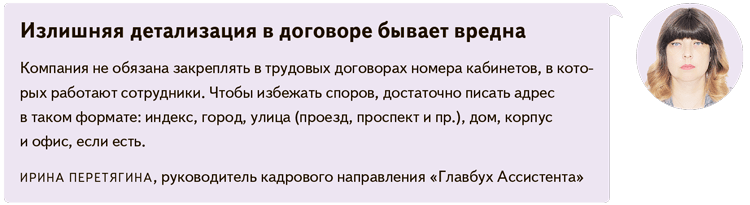 Излишняя детализация в договоре бывает вредна
Компания не обязана закреплять в трудовых договорах номера кабинетов, в кото-
рых работают сотрудники. Чтобы избежать споров, достаточно писать адрес
в таком формате: индекс, город, улица (проезд, проспект и пр.), дом, корпус
и офис, если есть.
ИРИНА ПЕРЕТЯГИНА, руководитель кадрового направления «Главбух Ассистента»